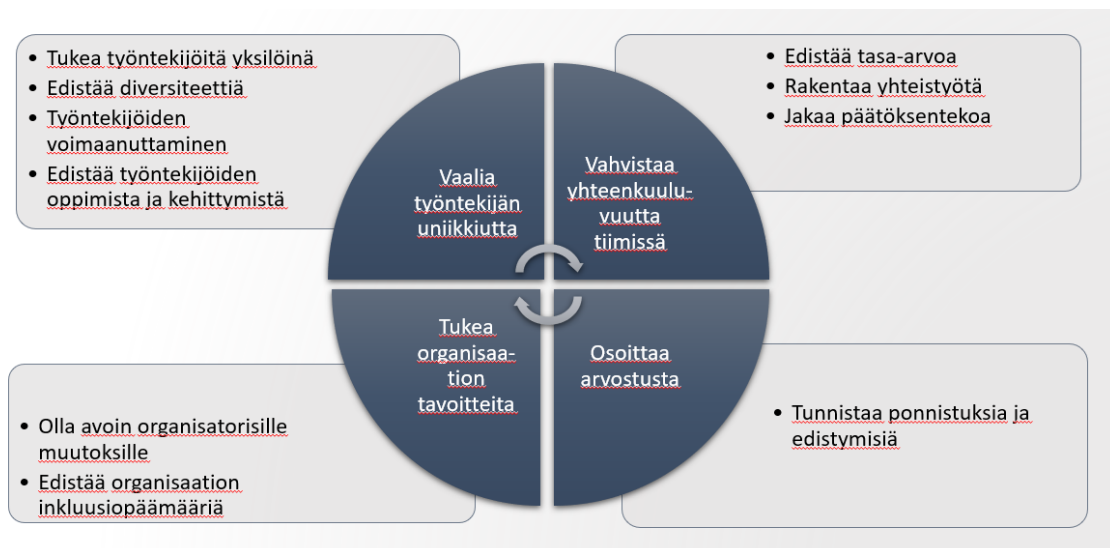 • Tukea työntekijöitä yksilöinä
• Edistää diversiteettiä
• Työntekijöiden
voimaanuttaminen
• Edistää työntekijöiden
oppimista ja kehittymistä
• Edistää tasa-arvoa
• Rakentaa yhteistyötä
• Jakaa päätöksentekoa
Vaalia
työntekijän
uniikkiutta
Vahvistaa
yhteenkuulu-
vuutta
tiimissä
Tukea
organisaa-
tion
tavoitteita
Osoittaa
arvostusta
• Olla avoin organisatorisille
muutoksille
• Edistää organisaation
inkluusiopäämääriä
• Tunnistaa ponnistuksia ja
edistymisiä